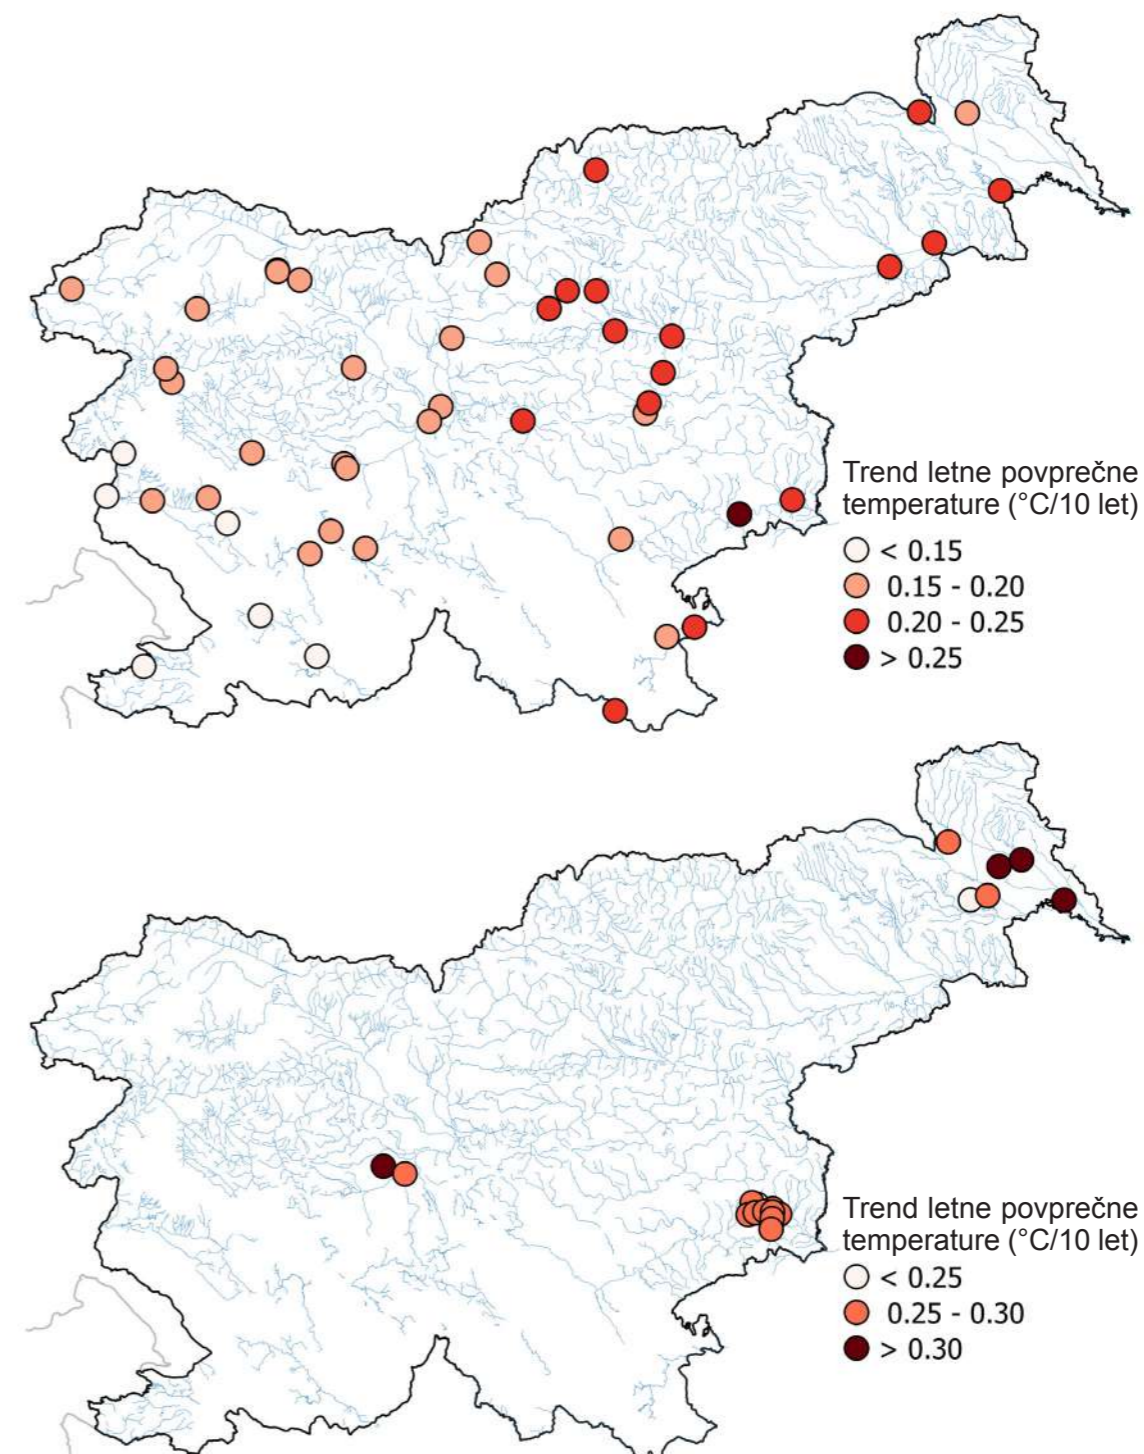 Trend letne povprečne
temperature (°C/10 let)
< 0.15
0.15 - 0.20
0.20 - 0.25
> 0.25
Trend letne povprečne
temperature (°C/10 let)
< 0.25
0.25 - 0.30
> 0.30